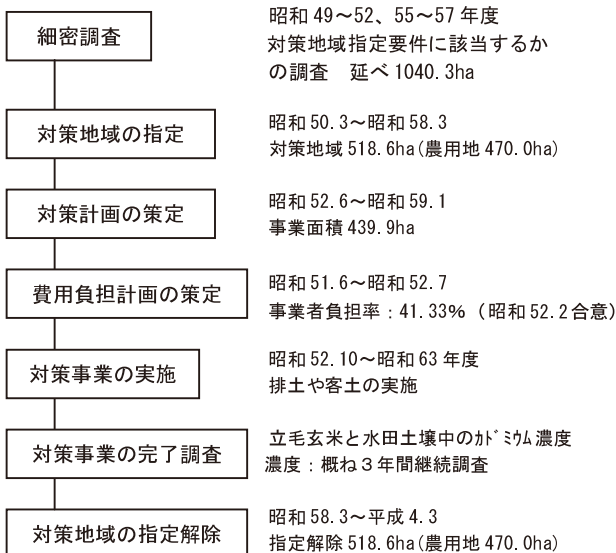 細密調査
昭和49～52、55～57年度
対策地域指定要件に該当するか
の調査　延べ1040.3ha
対策地域の指定
昭和50.3～昭和58.3
対策地域518.6ha(農用地470.0ha)
対策計画の策定
昭和52.6～昭和59.1
事業面積439.9ha
費用負担計画の策定
昭和51.6～昭和52.7
事業者負担率：41.33%（昭和52.2合意）
対策事業の実施
昭和52.10～昭和63年度
排土や客土の実施
対策事業の完了調査
立毛玄米と水田土壌中のｶﾄﾞﾐｳﾑ濃度
濃度：概ね３年間継続調査
対策地域の指定解除
昭和58.3～平成4.3
指定解除518.6ha(農用地470.0ha)